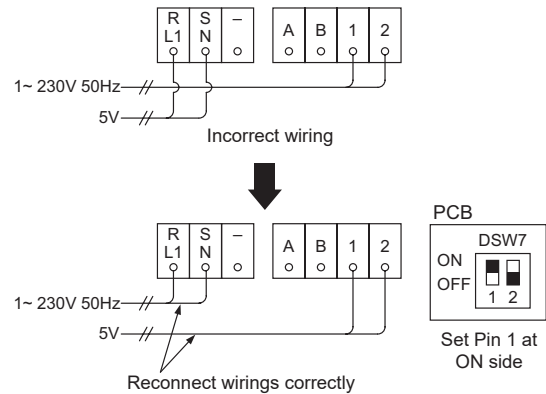 R S – A B 1 2
L1 N
1~ 230V 50Hz
5V
Incorrect wiring
R S – A B 1 2
L1 N
1~ 230V 50Hz
5V
Reconnect wirings correctly
PCB
DSW7
ON
OFF
1 2
Set Pin 1 at
ON side